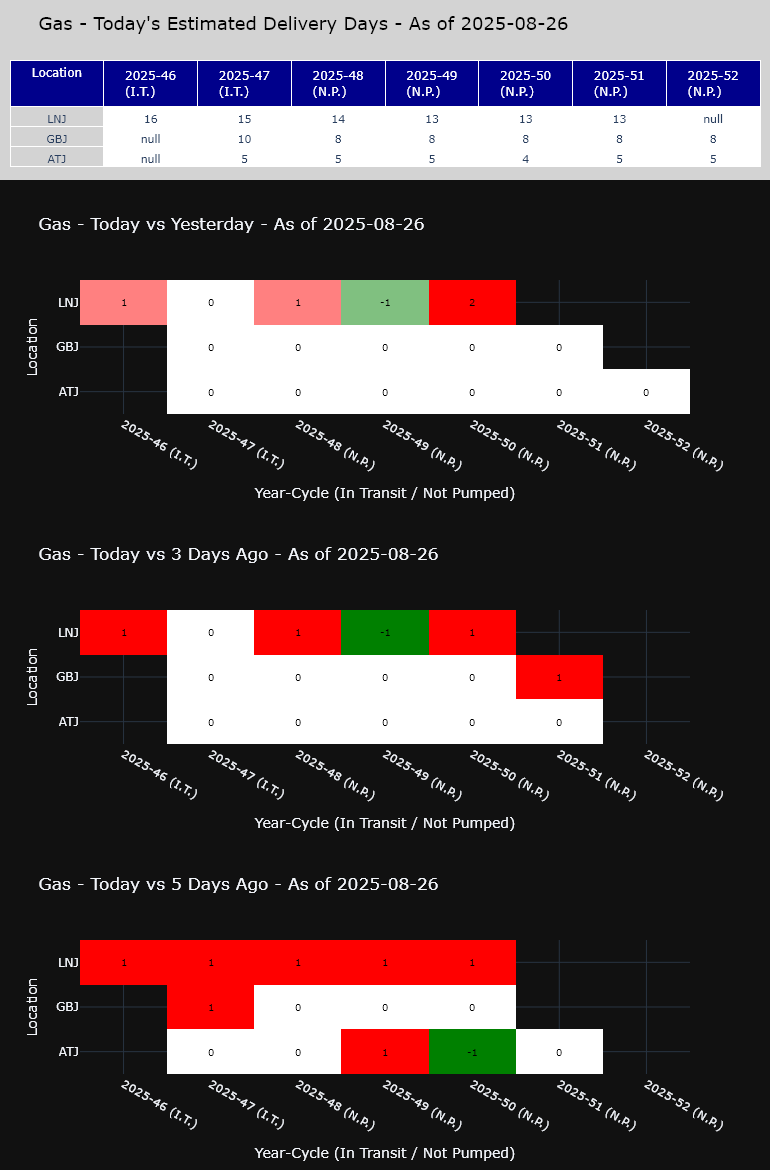 Gas - Today's Estimated Delivery Days - As of 2025-08-26
Location 2025-46 (I.T.) 2025-47 (I.T.) 2025-48 (N.P.) 2025-49 (N.P.) 2025-50 (N.P.) 2025-51 (N.P.) 2025-52 (N.P.)
LNJ 16 15 14 13 13 13 null
GBJ null 10 8 8 8 8 8
ATJ null 5 5 5 4 5 5
Gas - Today vs Yesterday - As of 2025-08-26
Location
LNJ 1 0 1 -1 2
GBJ 0 0 0 0 0
ATJ 0 0 0 0 0 0
2025-46 (I.T.) 2025-47 (I.T.) 2025-48 (N.P.) 2025-49 (N.P.) 2025-50 (N.P.) 2025-51 (N.P.) 2025-52 (N.P.)
Year-Cycle (In Transit / Not Pumped)
Gas - Today vs 3 Days Ago - As of 2025-08-26
Location
LNJ 1 0 1 -1 1
GBJ 0 0 0 0 1
ATJ 0 0 0 0 0
2025-46 (I.T.) 2025-47 (I.T.) 2025-48 (N.P.) 2025-49 (N.P.) 2025-50 (N.P.) 2025-51 (N.P.) 2025-52 (N.P.)
Year-Cycle (In Transit / Not Pumped)
Gas - Today vs 5 Days Ago - As of 2025-08-26
Location
LNJ 1 1 1 1 1
GBJ 1 0 0 0
ATJ 0 0 1 -1 0
2025-46 (I.T.) 2025-47 (I.T.) 2025-48 (N.P.) 2025-49 (N.P.) 2025-50 (N.P.) 2025-51 (N.P.) 2025-52 (N.P.)
Year-Cycle (In Transit / Not Pumped)